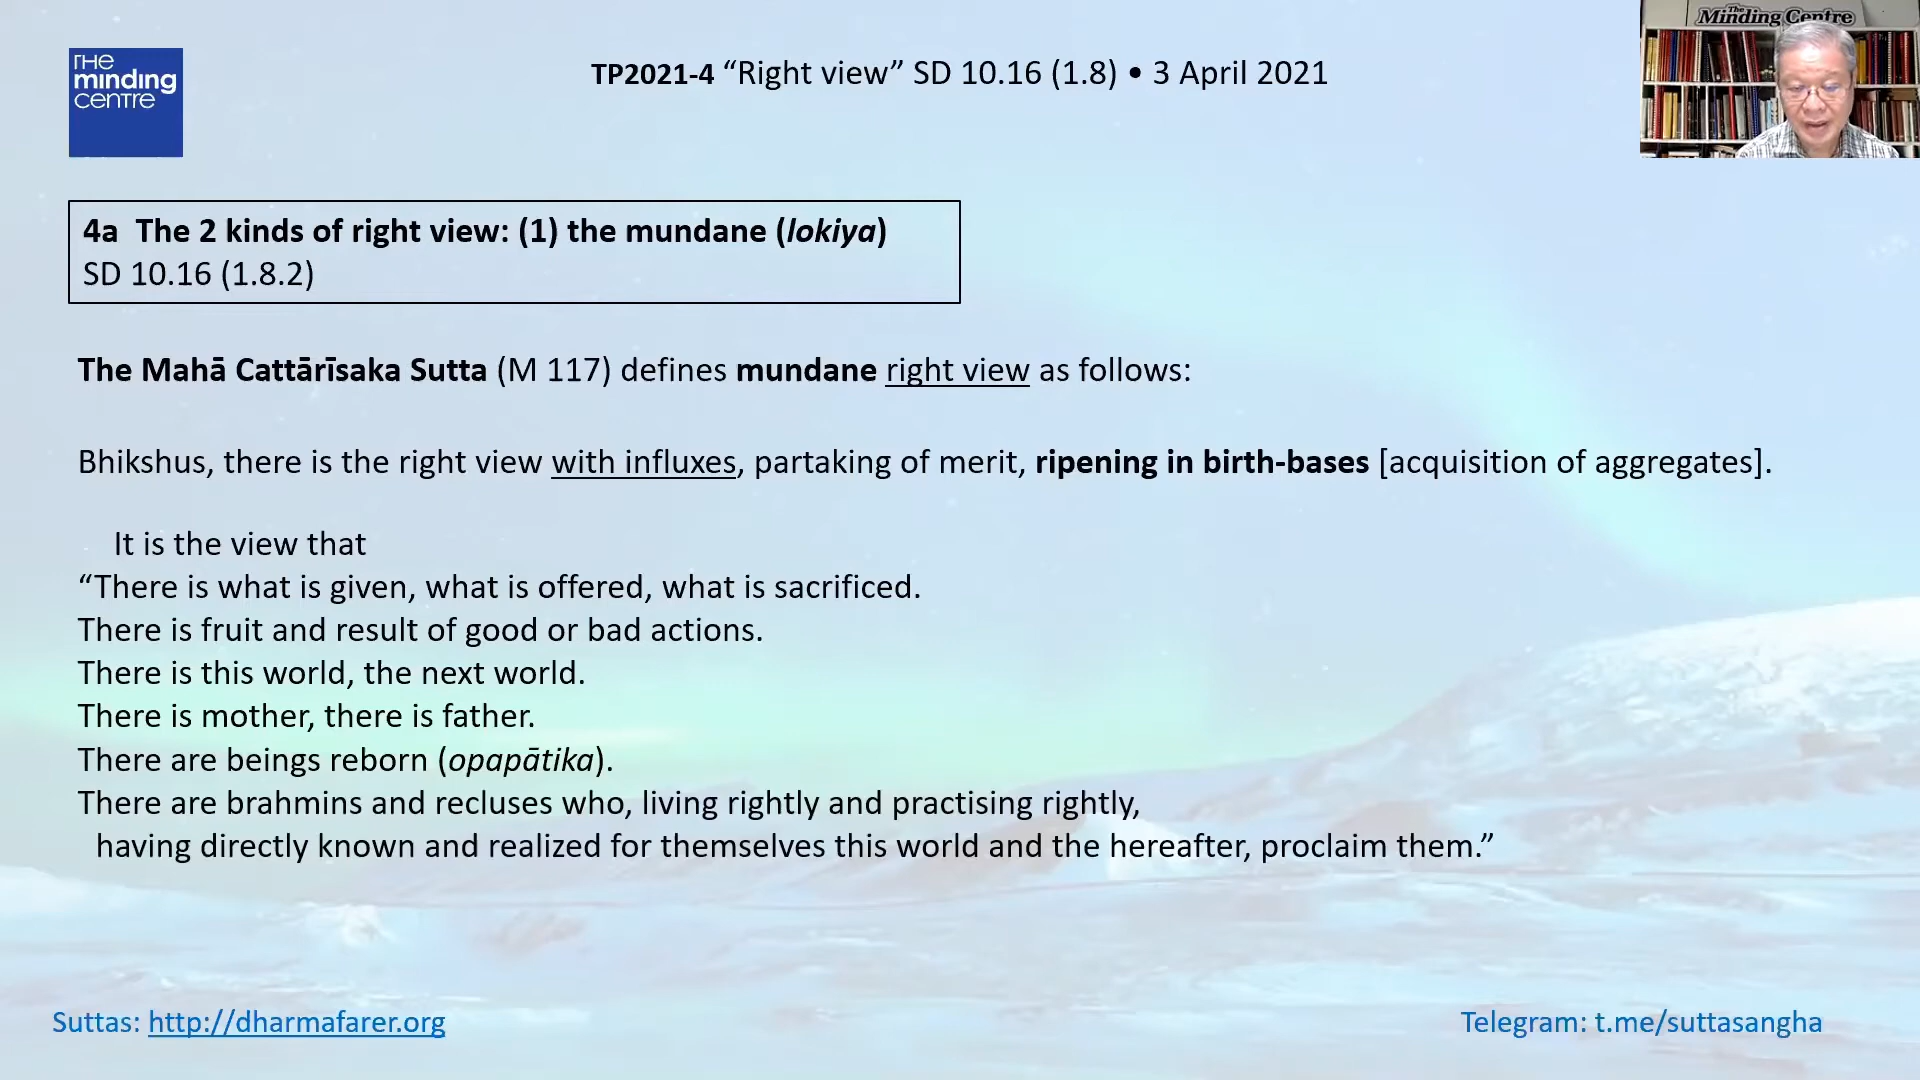 THE
minding
centre
TP2021-4 “Right view” SD 10.16 (1.8) • 3 April 2021
The
Minding Centre
4a The 2 kinds of right view: (1) the mundane (lokiya)
SD 10.16 (1.8.2)
The Mahā Cattārīsaka Sutta (M 117) defines mundane right view as follows:
Bhikshus, there is the right view with influxes, partaking of merit, ripening in birth-bases [acquisition of aggregates].
It is the view that
“There is what is given, what is offered, what is sacrificed.
There is fruit and result of good or bad actions.
There is this world, the next world.
There is mother, there is father.
There are beings reborn (opapātika).
There are brahmins and recluses who, living rightly and practising rightly,
having directly known and realized for themselves this world and the hereafter, proclaim them.”
Suttas: http://dharmafarer.org
Telegram: t.me/suttasangha